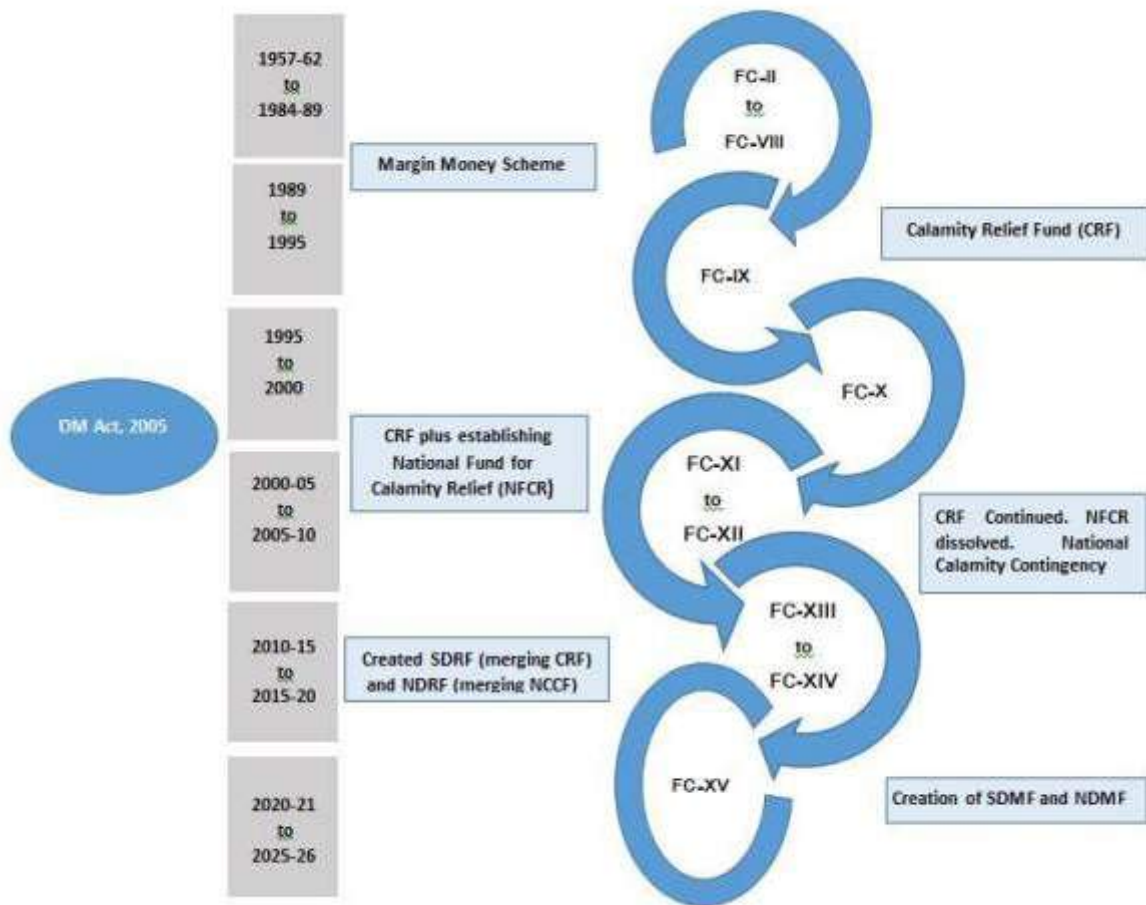 1957-62
to
1984-89
FC-II
to
FC-VIII
Margin Money Scheme
1989
to
1995
Calamity Relief Fund (CRF)
FC-IX
1995
to
2000
FC-X
DM Act, 2005
CRF plus establishing
National Fund for
Calamity Relief (NFCR)
FC-XI
to
FC-XII
2000-05
to
2005-10
CRF Continued. NFCR
dissolved. National
Calamity Contingency
FC-XIII
to
FC-XIV
2010-15
to
2015-20
Created SDRF (merging CRF)
and NDRF (merging NCCF)
FC-XV
Creation of SDMF and NDMF
2020-21
to
2025-26